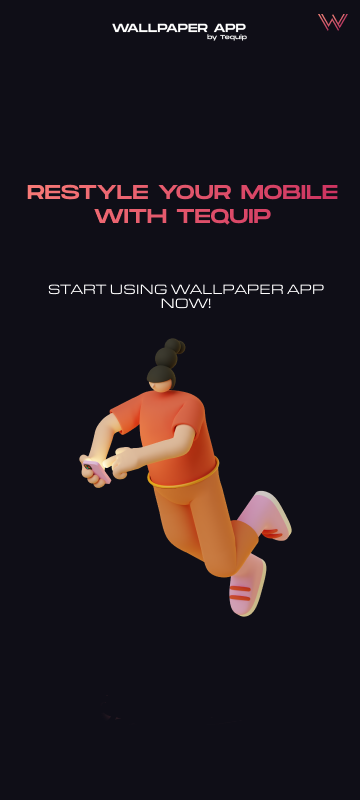 WALLPAPER APP
by Tequip
RESTYLE YOUR MOBILE
WITH TEQUIP
START USING WALLPAPER APP
NOW!